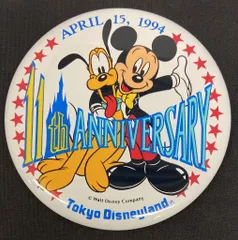 APRIL 15, 1994
11th ANNIVERSARY
© Walt Disney Company
Tokyo Disneyland®